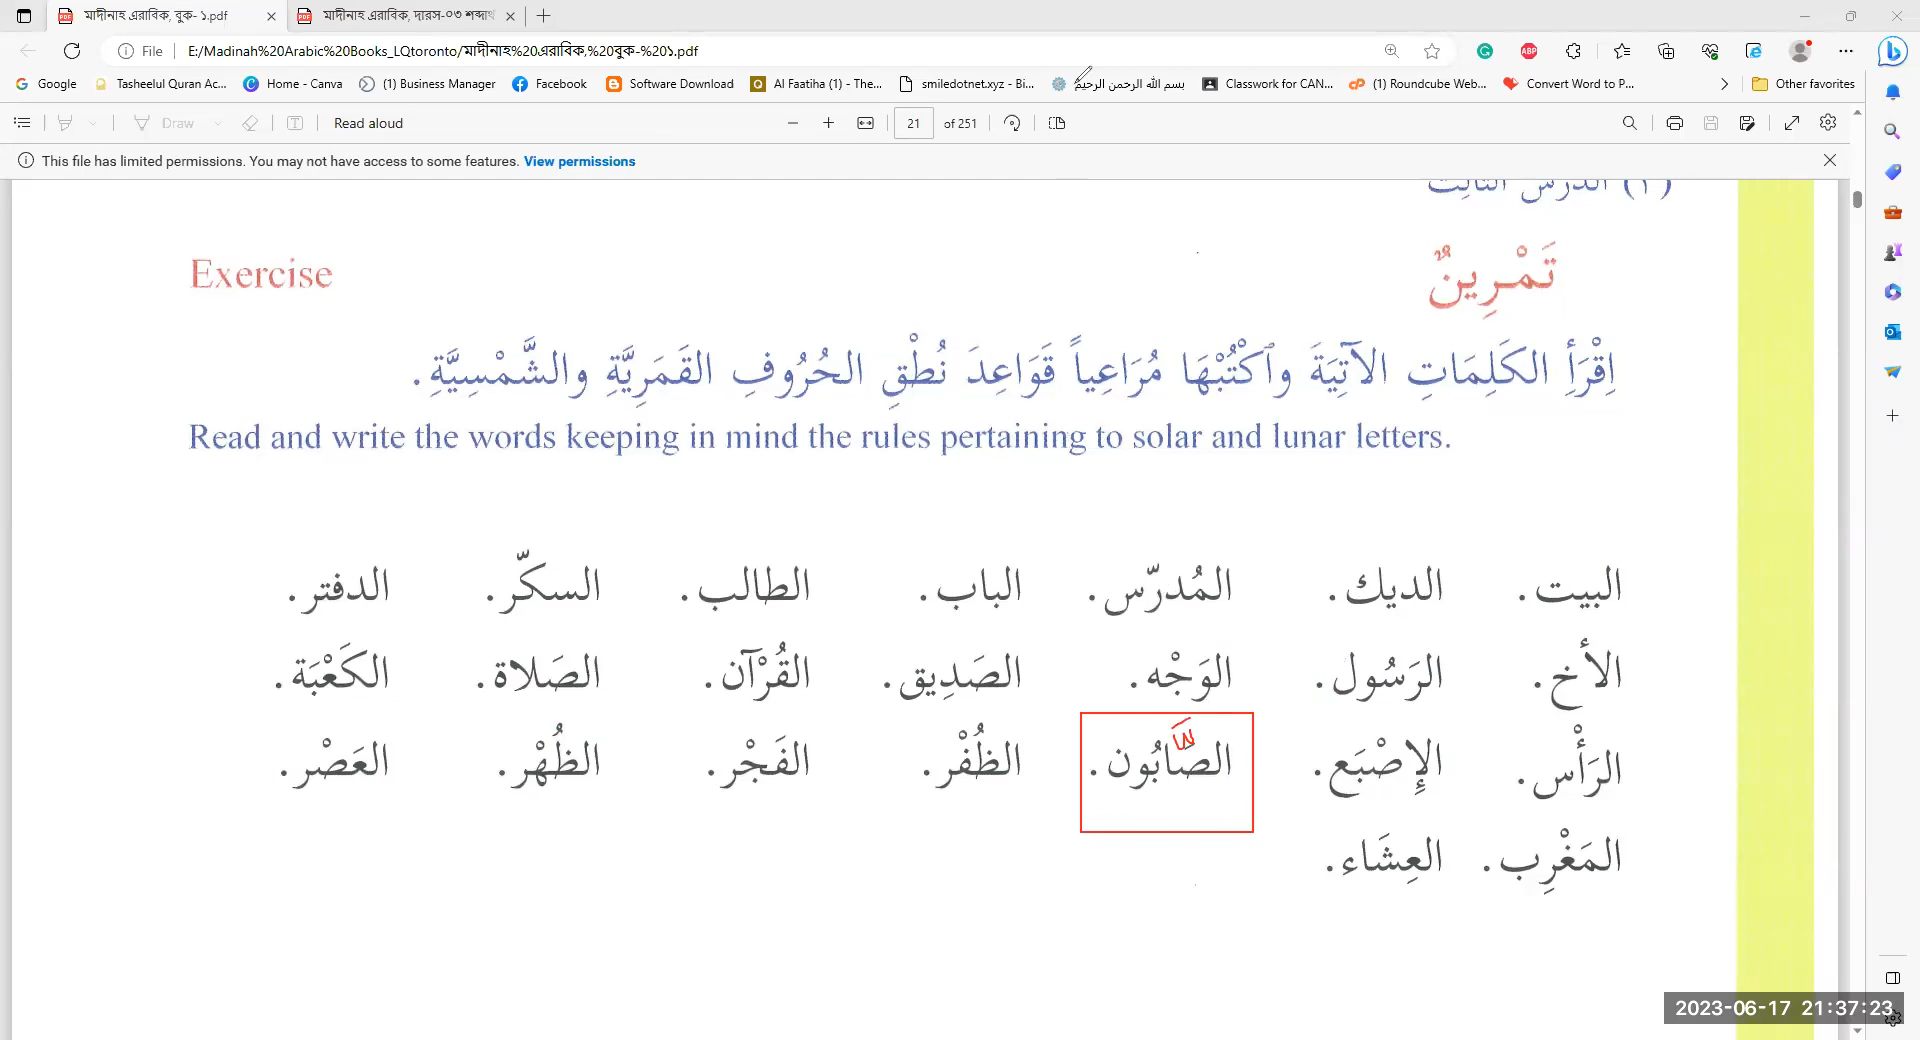 মাদীনাহ এরাবিক, বুক- ১.pdf
মাদীনাহ এরাবিক, দারস-০৩ শব্দার্থ
File
E:/Madinah%20Arabic%20Books_LQtoronto/মাদীনাহ%20এরাবিক,%20বুক-%20১.pdf
Google
Tasheelul Quran Ac...
Home - Canva
(1) Business Manager
Facebook
Software Download
Al Faatiha (1) - The...
smiledotnet.xyz - Bi...
بسم الله الرحمن الرحيم
Classwork for CAN...
(1) Roundcube Web...
Convert Word to P...
Other favorites
Draw
Read aloud
21 of 251
This file has limited permissions. You may not have access to some features. View permissions
(٣) الدرس الثالث
Exercise
تَمْرِينٌ
اِقْرَأِ الكَلِمَاتِ الآتِيَةَ وٱكْتُبْهَا مُرَاعِياً قَوَاعِدَ نُطْقِ الحُرُوفِ القَمَرِيَّةِ والشَّمْسِيَّةِ.
Read and write the words keeping in mind the rules pertaining to solar and lunar letters.
البيت. الديك. المُدرّس. الباب. الطالب. السكّر. الدفتر.
الأخ. الرَسُول. الوَجْه. الصَدِيق. القُرْآن. الصَلاة. الكَعْبَة.
الرَأْس. الإِصْبَع. الصَّابُون. الظُفْر. الفَجْر. الظُهْر. العَصْر.
المَغْرِب. العِشَاء.
2023-06-17 21:37:23